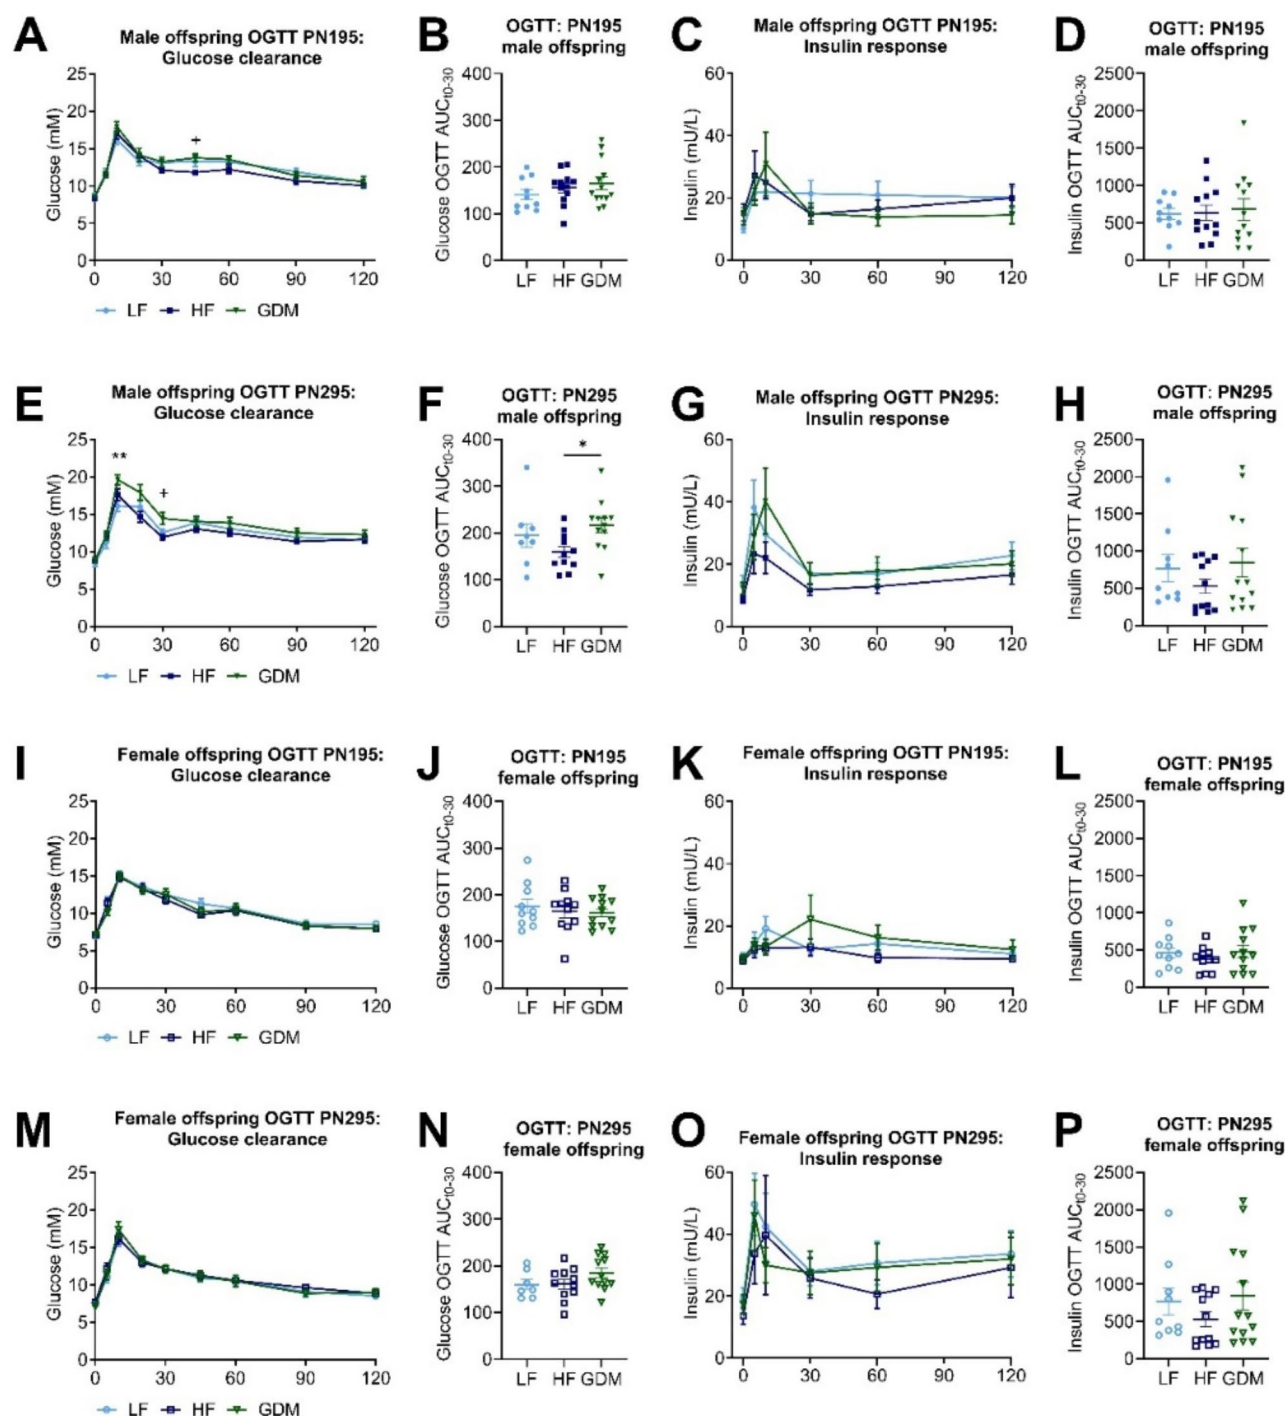 A
Male offspring OGTT PN195:
Glucose clearance
Glucose (mM)
25
20
15
10
5
0
+
0 30 60 90 120
LF HF GDM
B
OGTT: PN195
male offspring
Glucose OGTT AUCt0-30
400
300
200
100
0
LF HF GDM
C
Male offspring OGTT PN195:
Insulin response
Insulin (mU/L)
60
40
20
0
0 30 60 90 120
D
OGTT: PN195
male offspring
Insulin OGTT AUCt0-30
2500
2000
1500
1000
500
0
LF HF GDM
E
Male offspring OGTT PN295:
Glucose clearance
Glucose (mM)
25
20
15
10
5
0
**
+
0 30 60 90 120
LF HF GDM
F
OGTT: PN295
male offspring
Glucose OGTT AUCt0-30
400
300
200
100
0
*
LF HF GDM
G
Male offspring OGTT PN295:
Insulin response
Insulin (mU/L)
60
40
20
0
0 30 60 90 120
H
OGTT: PN295
male offspring
Insulin OGTT AUCt0-30
2500
2000
1500
1000
500
0
LF HF GDM
I
Female offspring OGTT PN195:
Glucose clearance
Glucose (mM)
25
20
15
10
5
0
0 30 60 90 120
LF HF GDM
J
OGTT: PN195
female offspring
Glucose OGTT AUCt0-30
400
300
200
100
0
LF HF GDM
K
Female offspring OGTT PN195:
Insulin response
Insulin (mU/L)
60
40
20
0
0 30 60 90 120
L
OGTT: PN195
female offspring
Insulin OGTT AUCt0-30
2500
2000
1500
1000
500
0
LF HF GDM
M
Female offspring OGTT PN295:
Glucose clearance
Glucose (mM)
25
20
15
10
5
0
0 30 60 90 120
LF HF GDM
N
OGTT: PN295
female offspring
Glucose OGTT AUCt0-30
400
300
200
100
0
LF HF GDM
O
Female offspring OGTT PN295:
Insulin response
Insulin (mU/L)
60
40
20
0
0 30 60 90 120
P
OGTT: PN295
female offspring
Insulin OGTT AUCt0-30
2500
2000
1500
1000
500
0
LF HF GDM